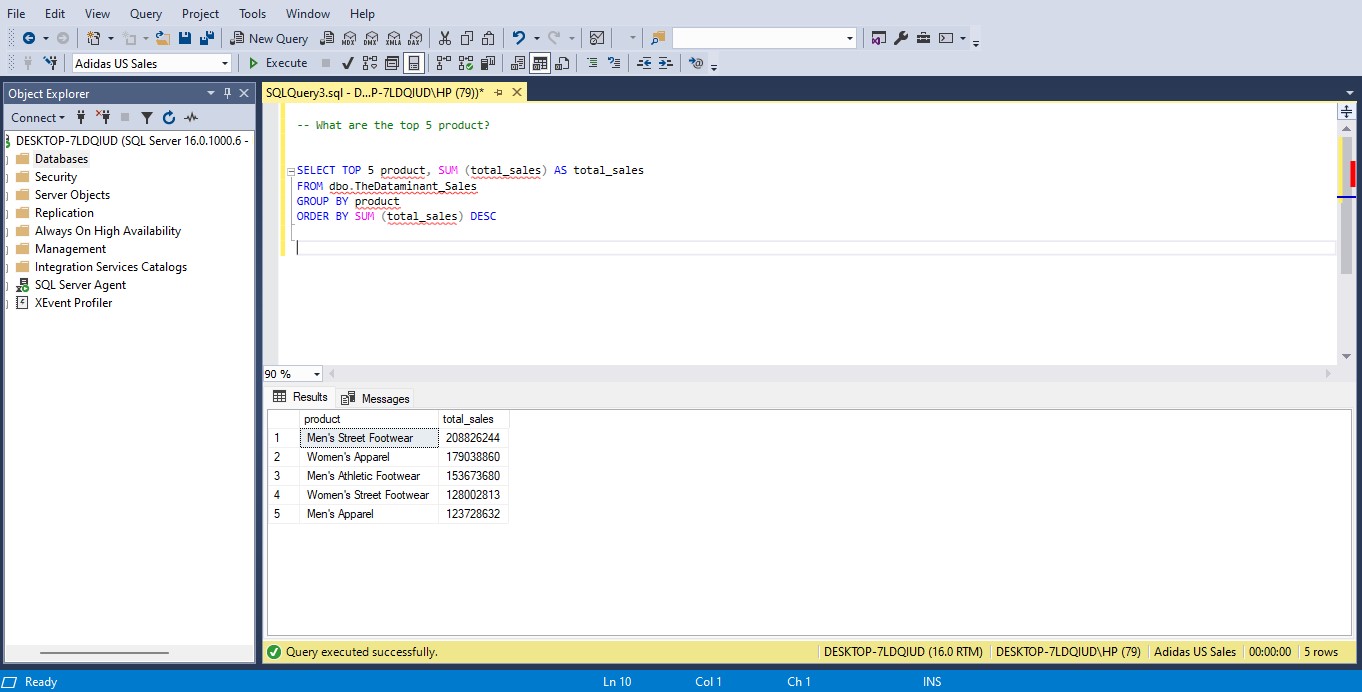 File Edit View Query Project Tools Window Help
New Query MDX DMX XMLA DAX
Adidas US Sales Execute
Object Explorer
Connect
DESKTOP-7LDQIUD (SQL Server 16.0.1000.6 -
Databases
Security
Server Objects
Replication
Always On High Availability
Management
Integration Services Catalogs
SQL Server Agent
XEvent Profiler
SQLQuery3.sql - D...P-7LDQIUD\HP (79))*
-- What are the top 5 product?
SELECT TOP 5 product, SUM (total_sales) AS total_sales
FROM dbo.TheDataminant_Sales
GROUP BY product
ORDER BY SUM (total_sales) DESC
90 %
Results Messages
product total_sales
1 Men's Street Footwear 208826244
2 Women's Apparel 179038860
3 Men's Athletic Footwear 153673680
4 Women's Street Footwear 128002813
5 Men's Apparel 123728632
Query executed successfully. DESKTOP-7LDQIUD (16.0 RTM) DESKTOP-7LDQIUD\HP (79) Adidas US Sales 00:00:00 5 rows
Ready Ln 10 Col 1 Ch 1 INS